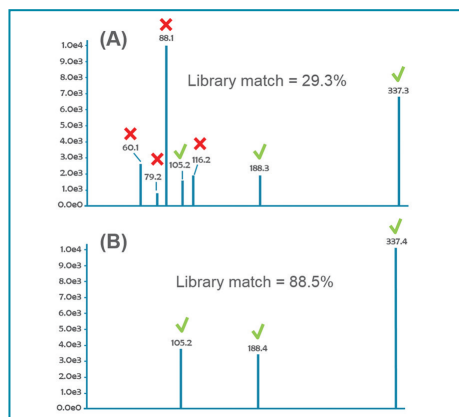 (A)
Library match = 29.3%
1.0e4
9.0e3
8.0e3
7.0e3
6.0e3
5.0e3
4.0e3
3.0e3
2.0e3
1.0e3
0.0e0
60.1
79.2
88.1
105.2
116.2
188.3
337.3
(B)
Library match = 88.5%
1.0e4
9.0e3
8.0e3
7.0e3
6.0e3
5.0e3
4.0e3
3.0e3
2.0e3
1.0e3
0.0e0
105.2
188.4
337.4